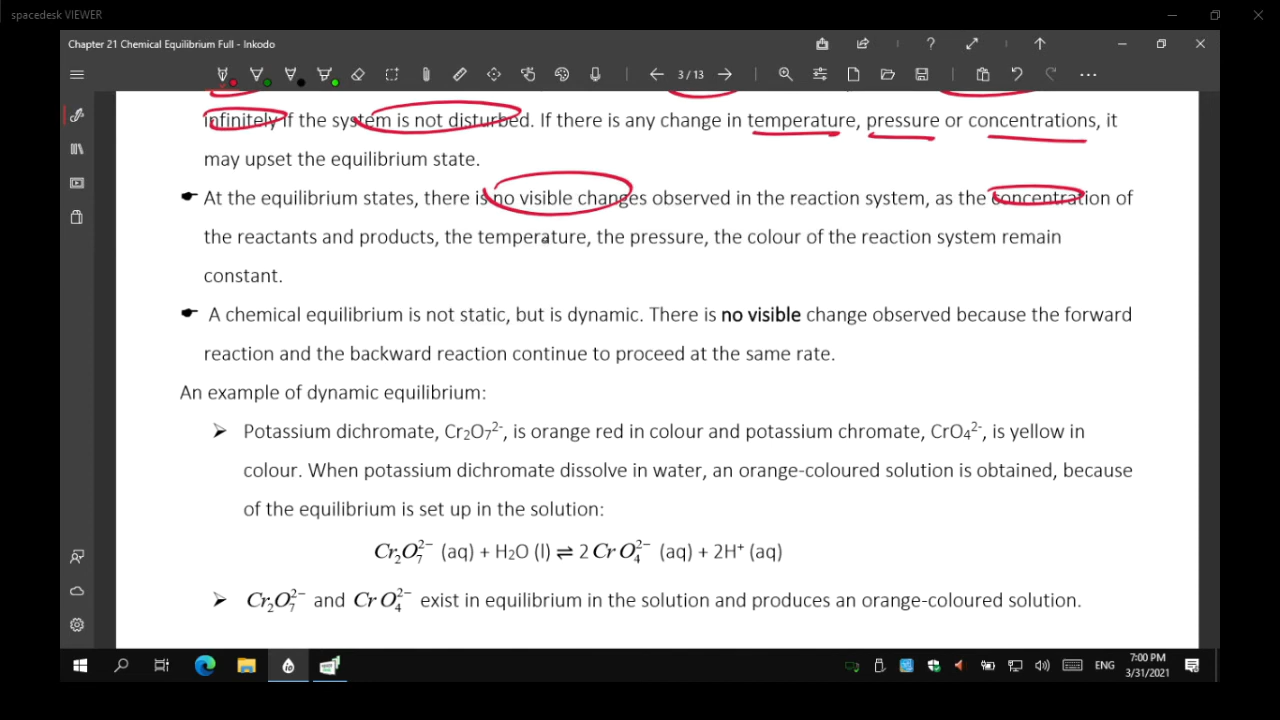 spacedesk VIEWER
Chapter 21 Chemical Equilibrium Full - Inkodo
3 / 13
infinitely if the system is not disturbed. If there is any change in temperature, pressure or concentrations, it
may upset the equilibrium state.
At the equilibrium states, there is no visible changes observed in the reaction system, as the concentration of
the reactants and products, the temperature, the pressure, the colour of the reaction system remain
constant.
A chemical equilibrium is not static, but is dynamic. There is no visible change observed because the forward
reaction and the backward reaction continue to proceed at the same rate.
An example of dynamic equilibrium:
Potassium dichromate, Cr₂O₇²⁻, is orange red in colour and potassium chromate, CrO₄²⁻, is yellow in
colour. When potassium dichromate dissolve in water, an orange-coloured solution is obtained, because
of the equilibrium is set up in the solution:
Cr₂O₇²⁻ (aq) + H₂O (l) ⇌ 2 CrO₄²⁻ (aq) + 2H⁺ (aq)
Cr₂O₇²⁻ and CrO₄²⁻ exist in equilibrium in the solution and produces an orange-coloured solution.
ENG
7:00 PM
3/31/2021